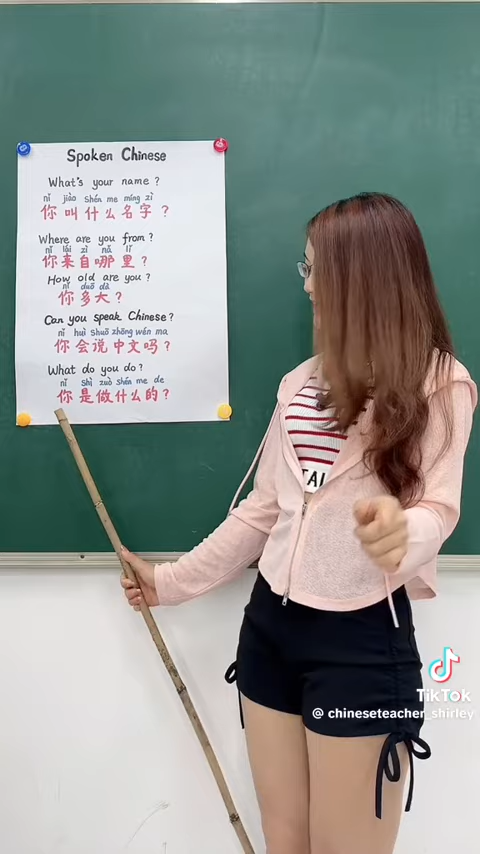 Spoken Chinese
What's your name?
nǐ jiào shén me míng zì
你叫什么名字？
Where are you from?
nǐ lái zì nǎ lǐ
你来自哪里？
How old are you?
nǐ duō dà
你多大？
Can you speak Chinese?
nǐ huì shuō zhōng wén ma
你会说中文吗？
What do you do?
nǐ shì zuò shén me de
你是做什么的？
TAI
TikTok
@chineseteacher_shirley